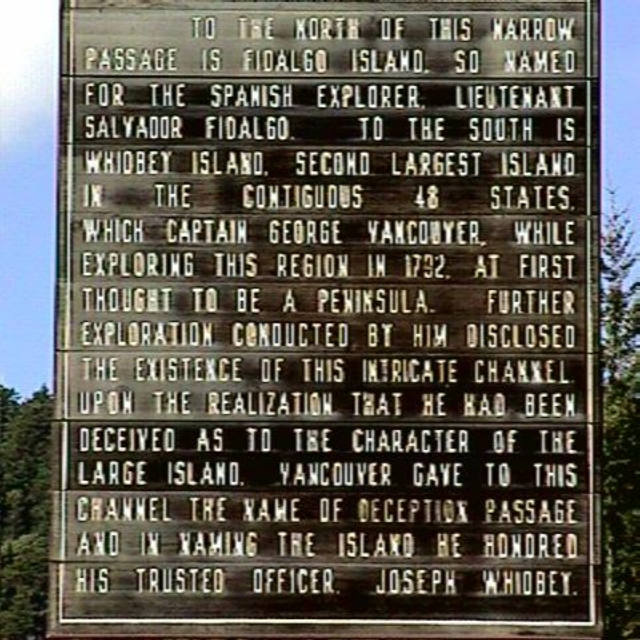 TO THE NORTH OF THIS NARROW
PASSAGE IS FIDALGO ISLAND, SO NAMED
FOR THE SPANISH EXPLORER, LIEUTENANT
SALVADOR FIDALGO. TO THE SOUTH IS
WHIDBEY ISLAND, SECOND LARGEST ISLAND
IN THE CONTIGUOUS 48 STATES,
WHICH CAPTAIN GEORGE VANCOUVER, WHILE
EXPLORING THIS REGION IN 1792, AT FIRST
THOUGHT TO BE A PENINSULA. FURTHER
EXPLORATION CONDUCTED BY HIM DISCLOSED
THE EXISTENCE OF THIS INTRICATE CHANNEL.
UPON THE REALIZATION THAT HE HAD BEEN
DECEIVED AS TO THE CHARACTER OF THE
LARGE ISLAND, VANCOUVER GAVE TO THIS
CHANNEL THE NAME OF DECEPTION PASSAGE
AND IN NAMING THE ISLAND HE HONORED
HIS TRUSTED OFFICER, JOSEPH WHIDBEY.